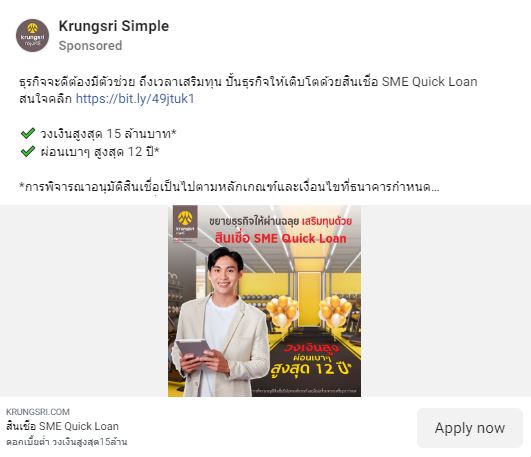 Krungsri Simple
Sponsored
ธุรกิจจะดีต้องมีตัวช่วย ถึงเวลาเสริมทุน ปั้นธุรกิจให้เติบโตด้วยสินเชื่อ SME Quick Loan
สนใจคลิก https://bit.ly/49jtuk1
วงเงินสูงสุด 15 ล้านบาท*
ผ่อนเบาๆ สูงสุด 12 ปี*
*การพิจารณาอนุมัติสินเชื่อเป็นไปตามหลักเกณฑ์และเงื่อนไขที่ธนาคารกำหนด...
krungsri
กรุงศรี
ขยายธุรกิจให้ผ่านฉลุย เสริมทุนด้วย
สินเชื่อ SME Quick Loan
วงเงินสูง
ผ่อนเบาๆ
สูงสุด 12 ปี*
KRUNGSRI.COM
สินเชื่อ SME Quick Loan
ดอกเบี้ยต่ำ วงเงินสูงสุด15ล้าน
Apply now